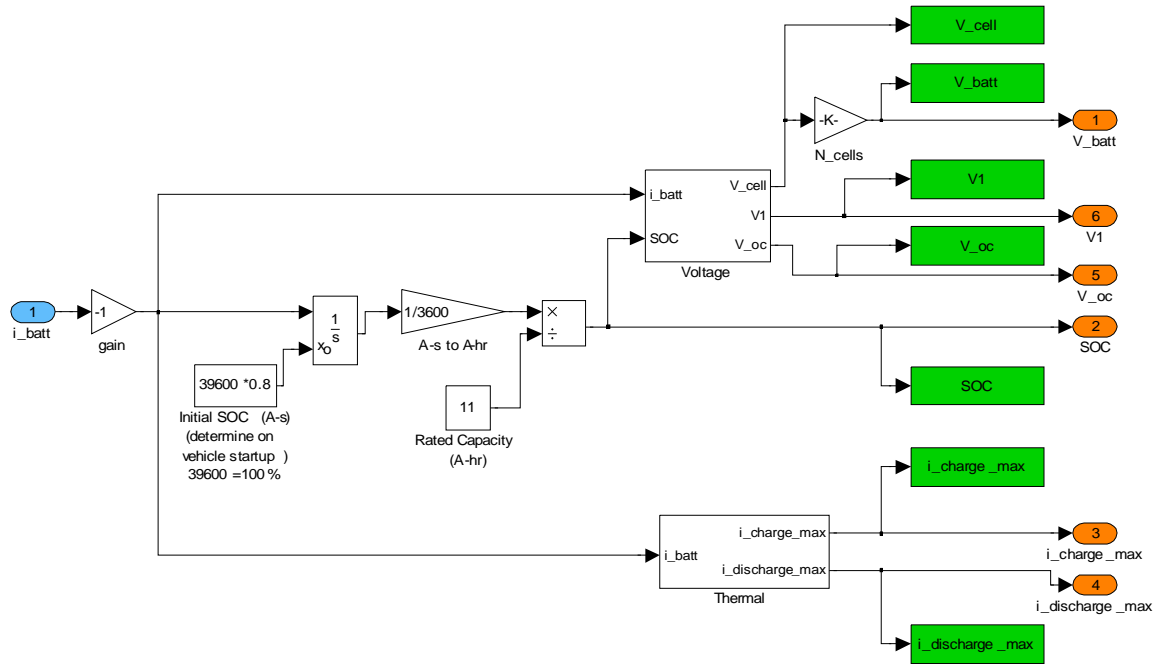 V_cell
V_batt
-K-
N_cells
1
V_batt
V1
6
V1
V_oc
5
V_oc
i_batt
SOC
V_cell
V1
V_oc
Voltage
1
i_batt
-1
gain
1
s
xo
1/3600
A-s to A-hr
×
÷
2
SOC
39600 *0.8
Initial SOC (A-s)
(determine on
vehicle startup )
39600 =100 %
11
Rated Capacity
(A-hr)
SOC
i_charge _max
i_batt
i_charge_max
i_discharge_max
Thermal
3
i_charge _max
4
i_discharge _max
i_discharge _max